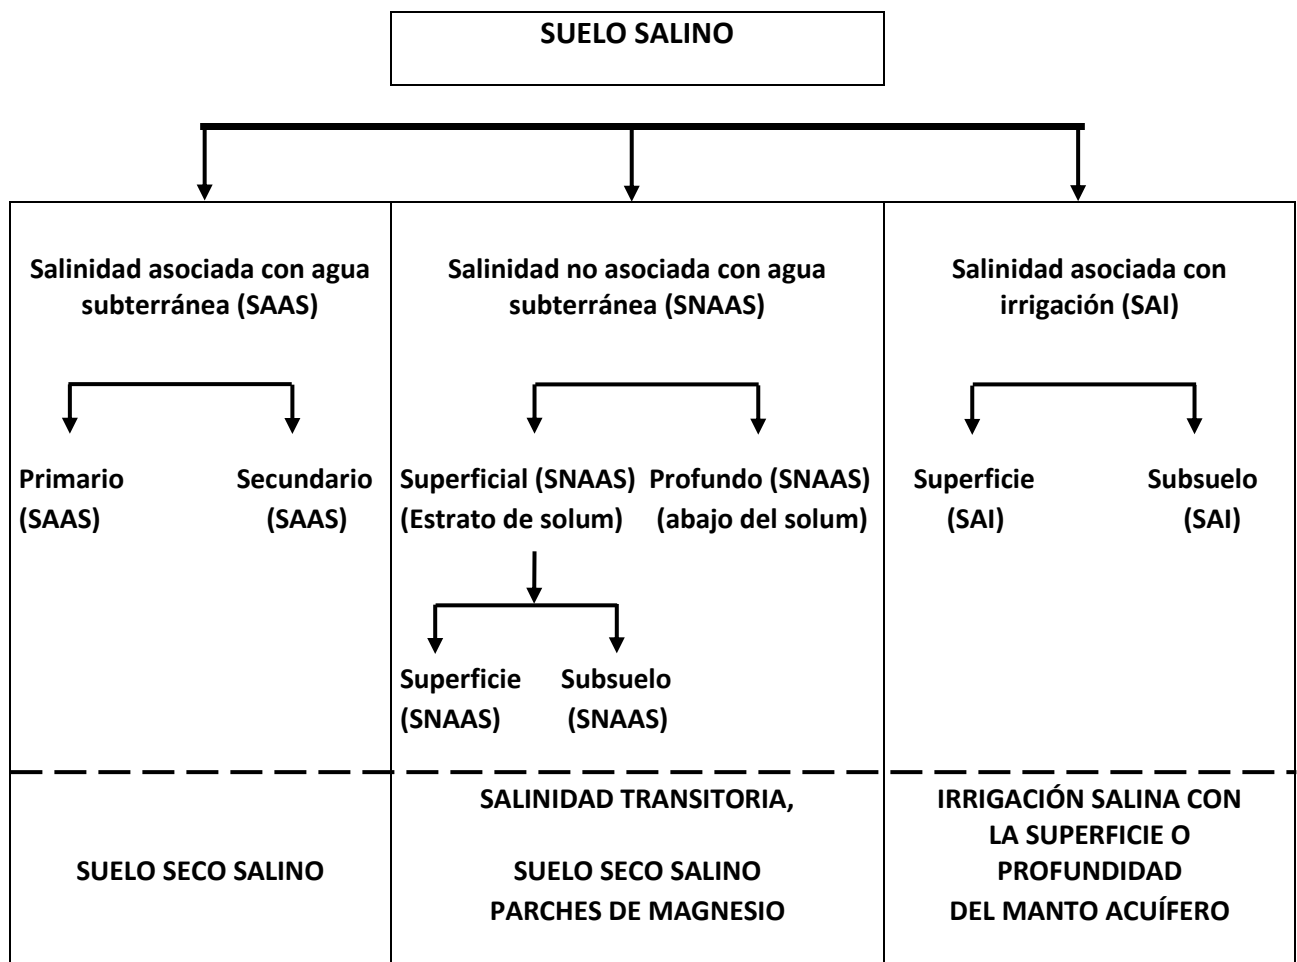 SUELO SALINO
Salinidad asociada con agua
subterránea (SAAS)
Salinidad no asociada con agua
subterránea (SNAAS)
Salinidad asociada con
irrigación (SAI)
Primario
(SAAS)
Secundario
(SAAS)
Superficial (SNAAS)
(Estrato de solum)
Profundo (SNAAS)
(abajo del solum)
Superficie
(SAI)
Subsuelo
(SAI)
Superficie
(SNAAS)
Subsuelo
(SNAAS)
SUELO SECO SALINO
SALINIDAD TRANSITORIA,
SUELO SECO SALINO
PARCHES DE MAGNESIO
IRRIGACIÓN SALINA CON
LA SUPERFICIE O
PROFUNDIDAD
DEL MANTO ACUÍFERO